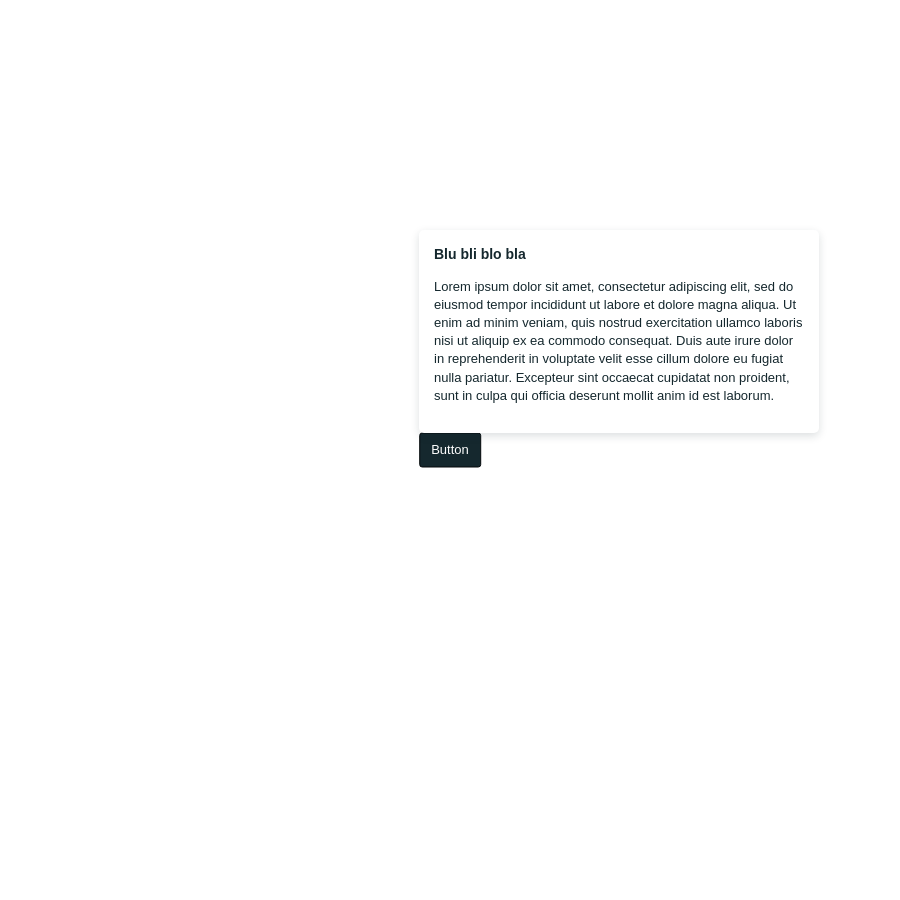 Blu bli blo bla
Lorem ipsum dolor sit amet, consectetur adipiscing elit, sed do
eiusmod tempor incididunt ut labore et dolore magna aliqua. Ut
enim ad minim veniam, quis nostrud exercitation ullamco laboris
nisi ut aliquip ex ea commodo consequat. Duis aute irure dolor
in reprehenderit in voluptate velit esse cillum dolore eu fugiat
nulla pariatur. Excepteur sint occaecat cupidatat non proident,
sunt in culpa qui officia deserunt mollit anim id est laborum.
Button